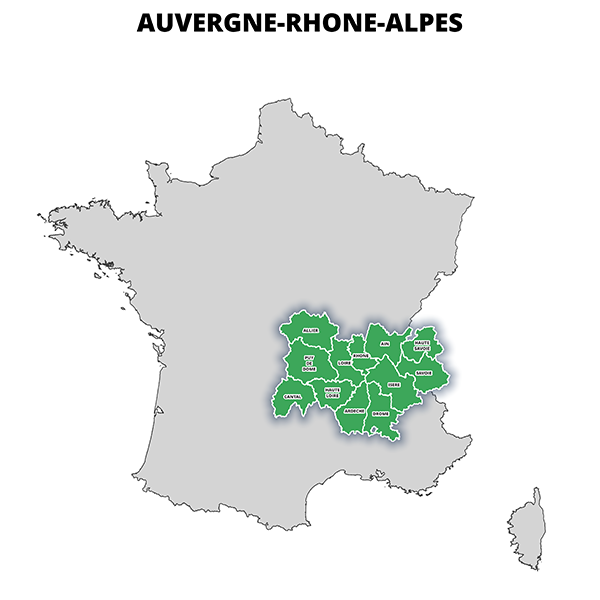 AUVERGNE-RHONE-ALPES
ALLIER
AIN
HAUTE
SAVOIE
RHONE
PUY
DE
DOME
LOIRE
SAVOIE
ISERE
CANTAL
HAUTE
LOIRE
ARDECHE
DROME